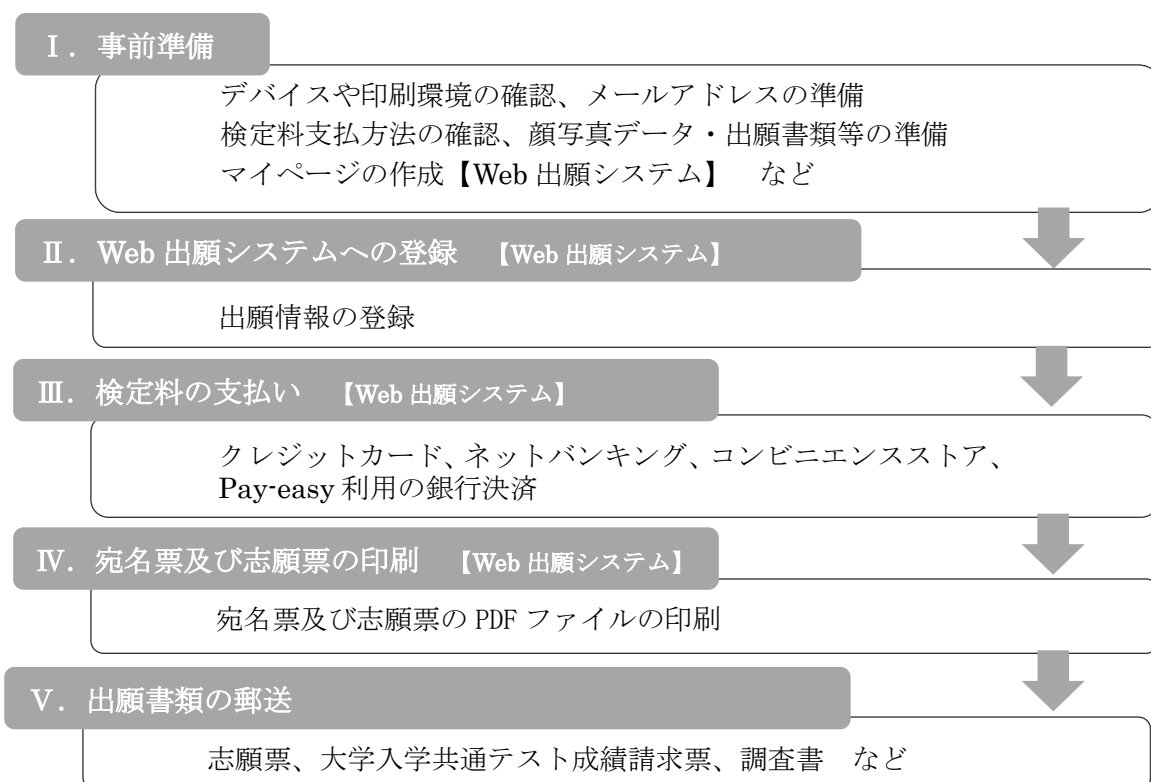 Ⅰ．事前準備
デバイスや印刷環境の確認、メールアドレスの準備
検定料支払方法の確認、顔写真データ・出願書類等の準備
マイページの作成【Web 出願システム】　など
Ⅱ．Web 出願システムへの登録　【Web 出願システム】
出願情報の登録
Ⅲ．検定料の支払い　【Web 出願システム】
クレジットカード、ネットバンキング、コンビニエンスストア、
Pay-easy 利用の銀行決済
Ⅳ．宛名票及び志願票の印刷　【Web 出願システム】
宛名票及び志願票の PDF ファイルの印刷
Ⅴ．出願書類の郵送
志願票、大学入学共通テスト成績請求票、調査書　など